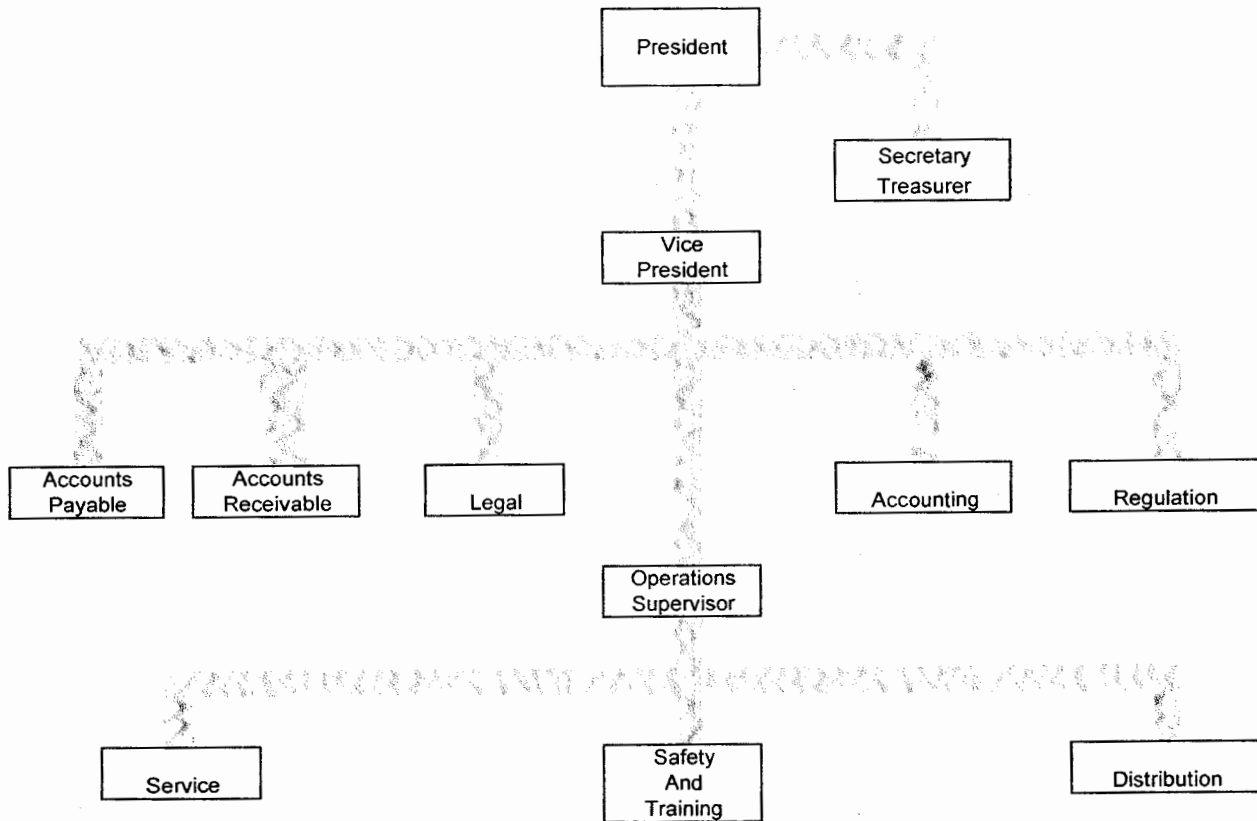 President
Secretary
Treasurer
Vice
President
Accounts
Payable
Accounts
Receivable
Legal
Accounting
Regulation
Operations
Supervisor
Service
Safety
And
Training
Distribution